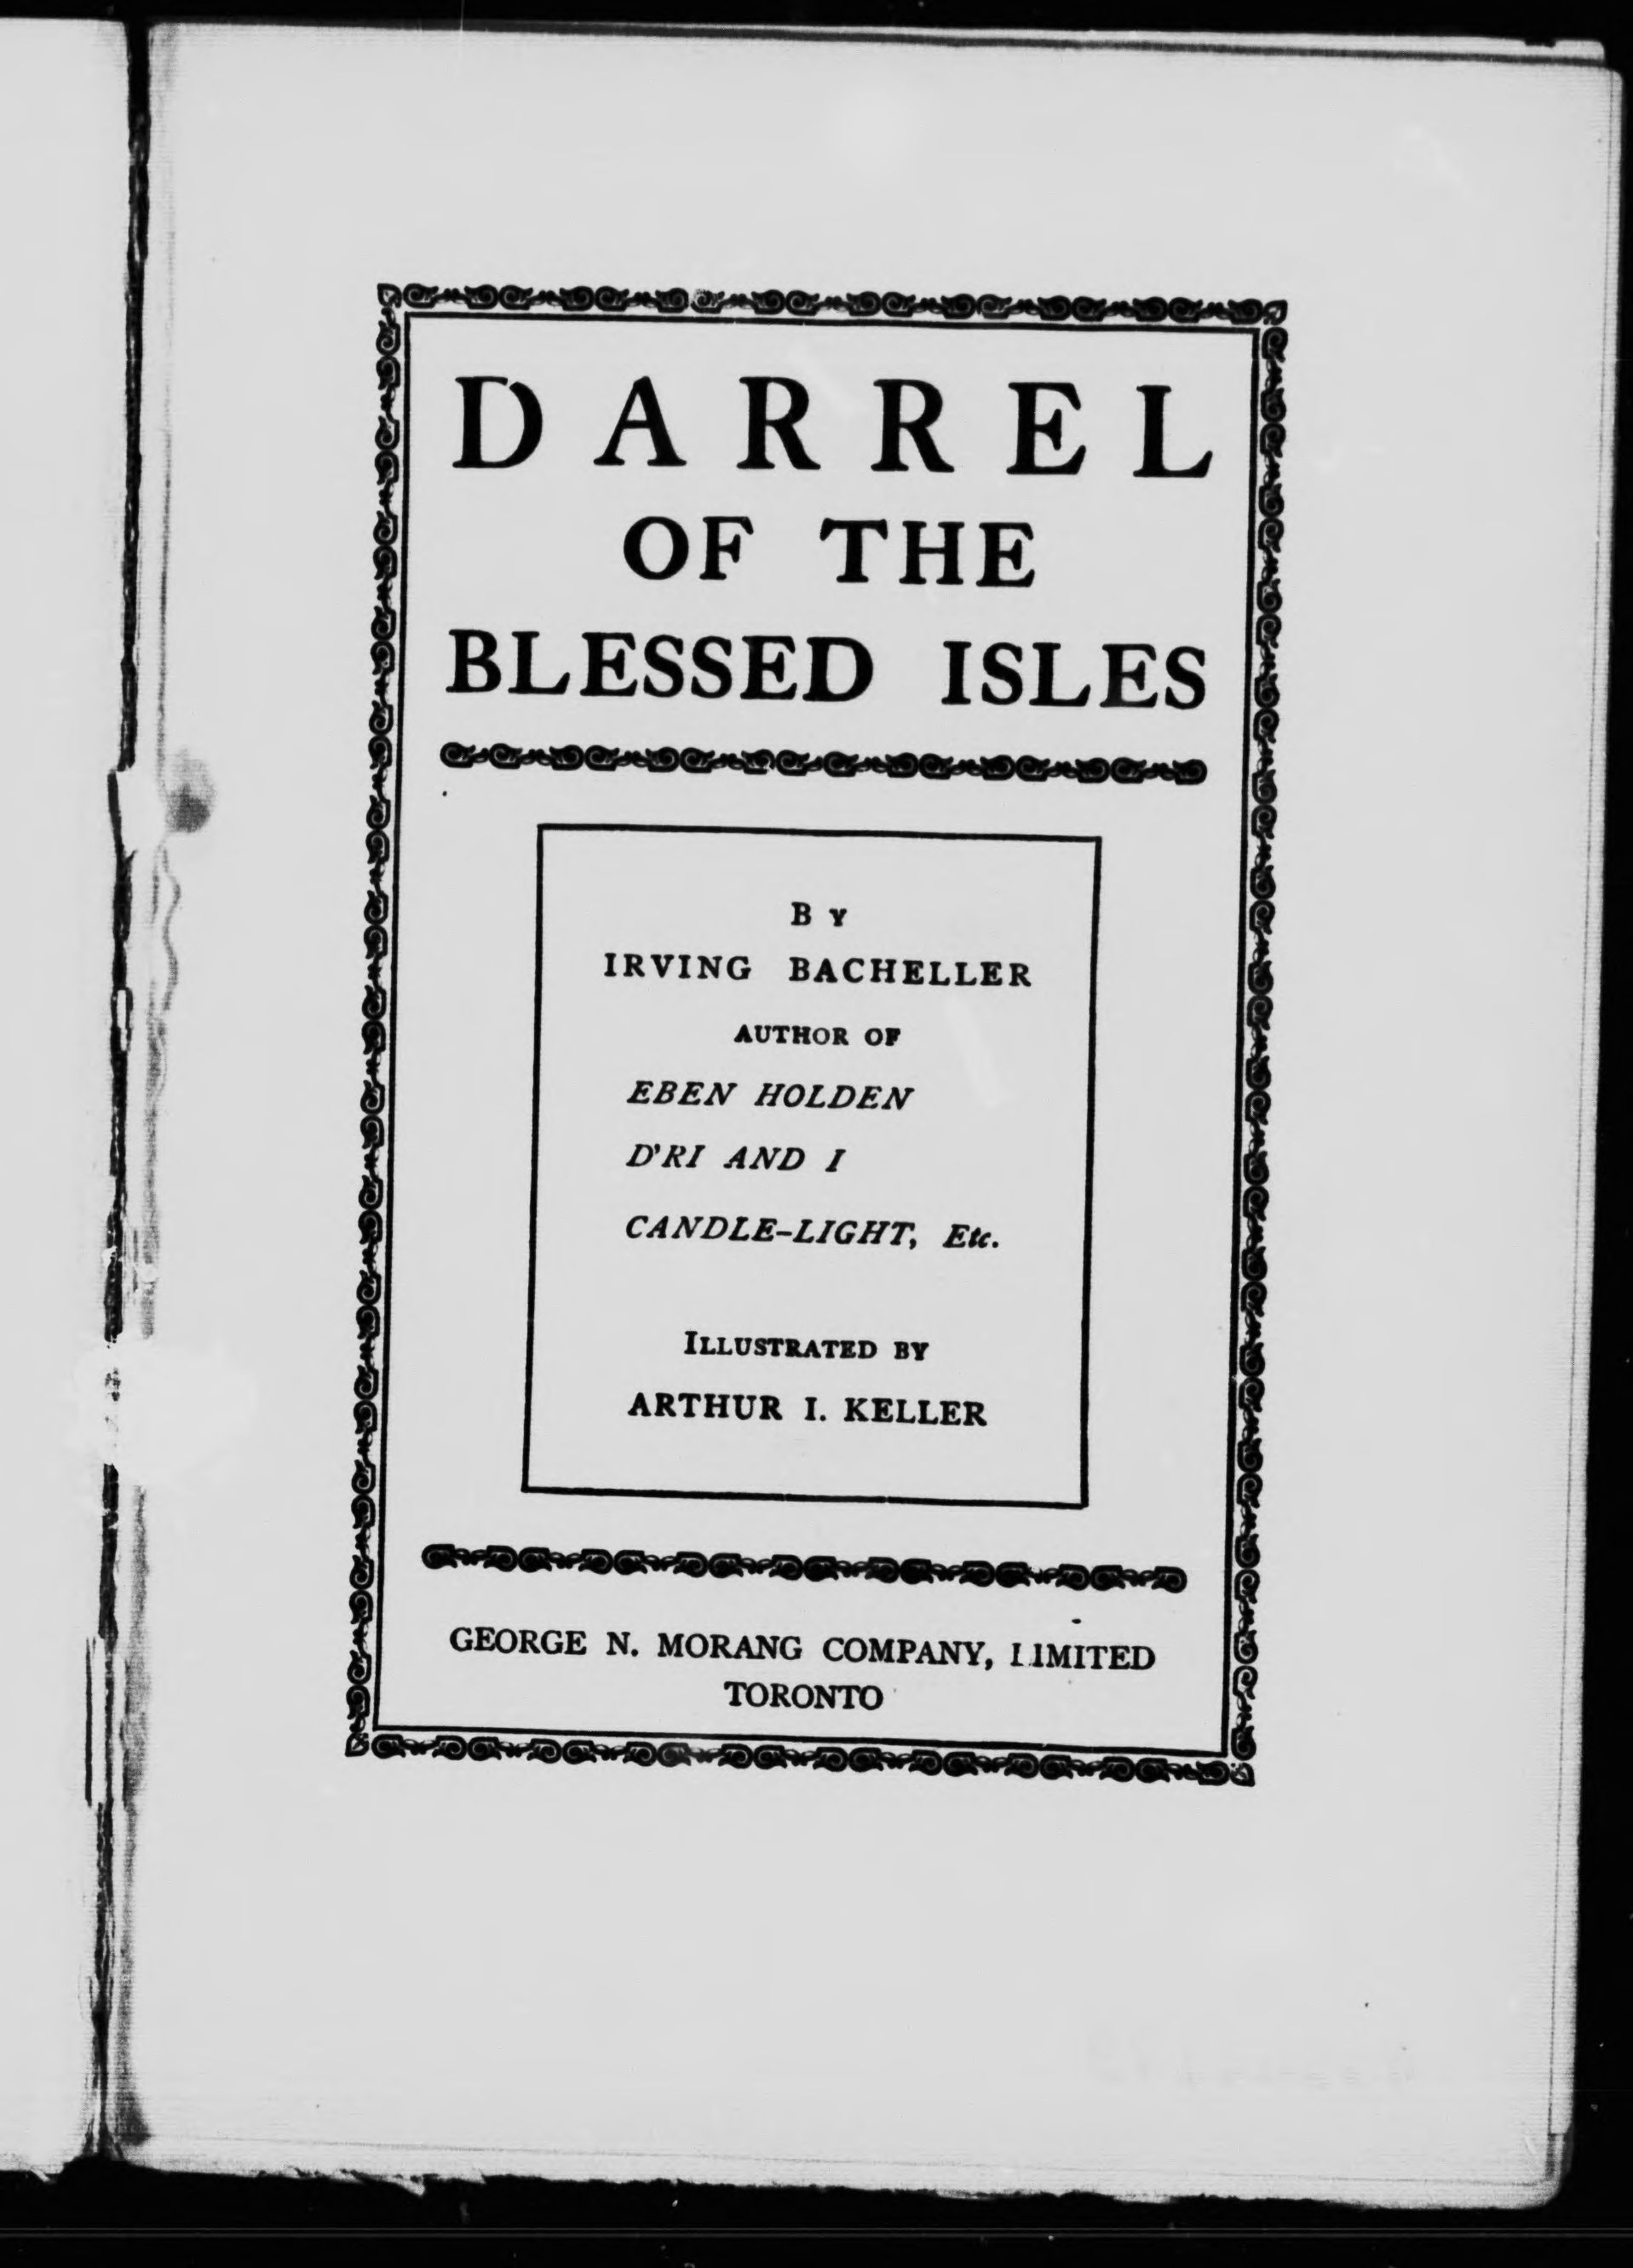 DARREL
OF THE
BLESSED ISLES
BY
IRVING BACHELLER
AUTHOR OF
EBEN HOLDEN
D'RI AND I
CANDLE-LIGHT, Etc.
ILLUSTRATED BY
ARTHUR I. KELLER
GEORGE N. MORANG COMPANY, LIMITED
TORONTO